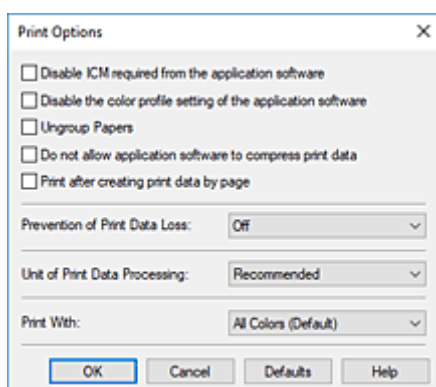 Print Options
Disable ICM required from the application software
Disable the color profile setting of the application software
Ungroup Papers
Do not allow application software to compress print data
Print after creating print data by page
Prevention of Print Data Loss: Off
Unit of Print Data Processing: Recommended
Print With: All Colors (Default)
OK Cancel Defaults Help